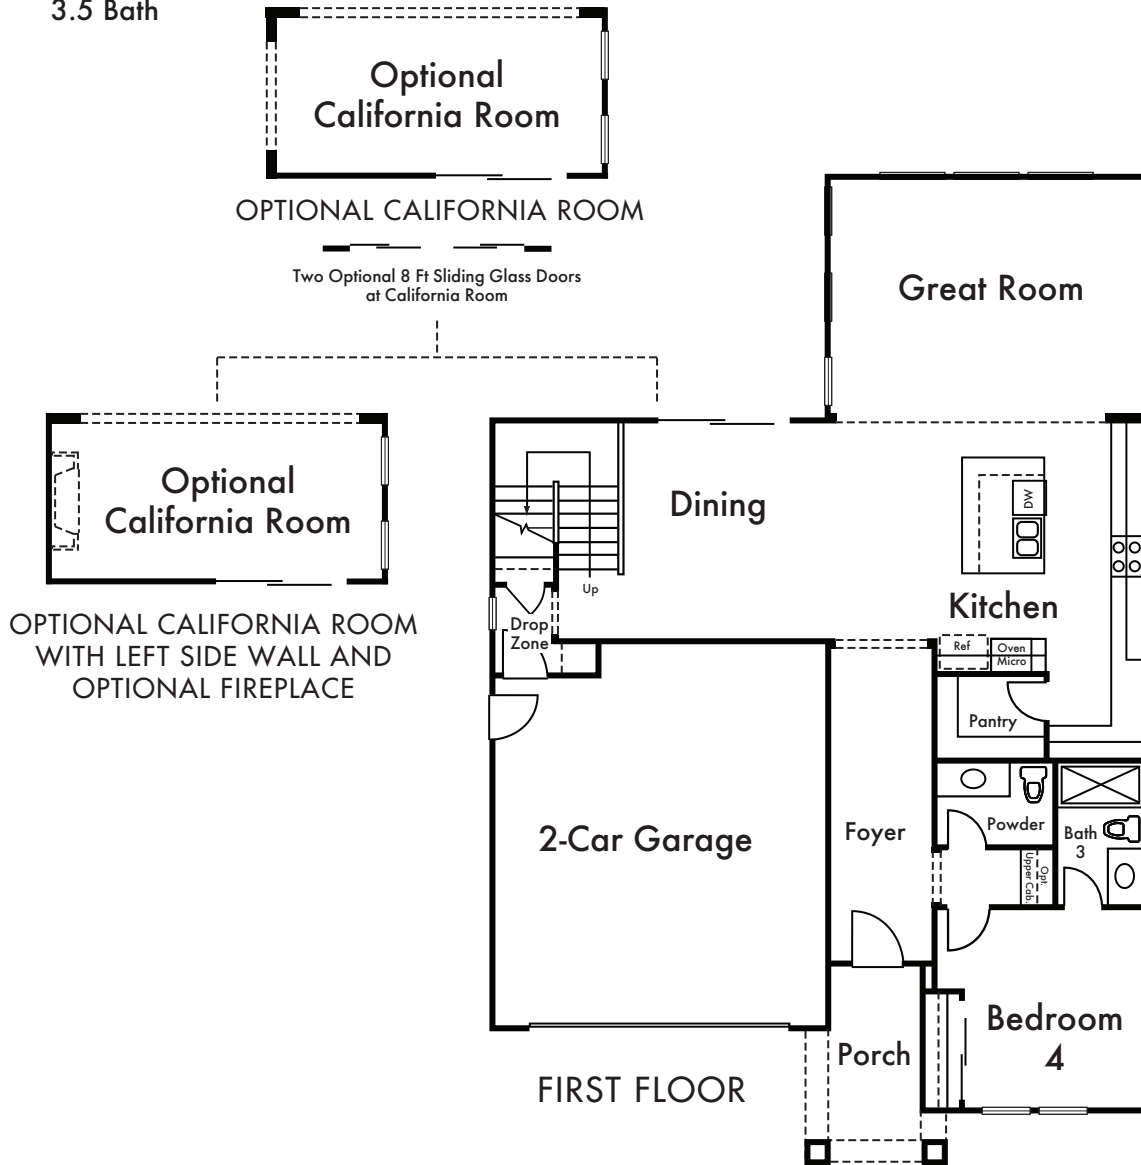 3.5 Bath
Optional
California Room
OPTIONAL CALIFORNIA ROOM
Two Optional 8 Ft Sliding Glass Doors
at California Room
Great Room
Optional
California Room
OPTIONAL CALIFORNIA ROOM
WITH LEFT SIDE WALL AND
OPTIONAL FIREPLACE
Dining
DW
Kitchen
Up
Drop
Zone
Ref
Oven
Micro
Pantry
2-Car Garage
Foyer
Powder
Bath
3
Opt.
Upper Cab.
Bedroom
4
Porch
FIRST FLOOR